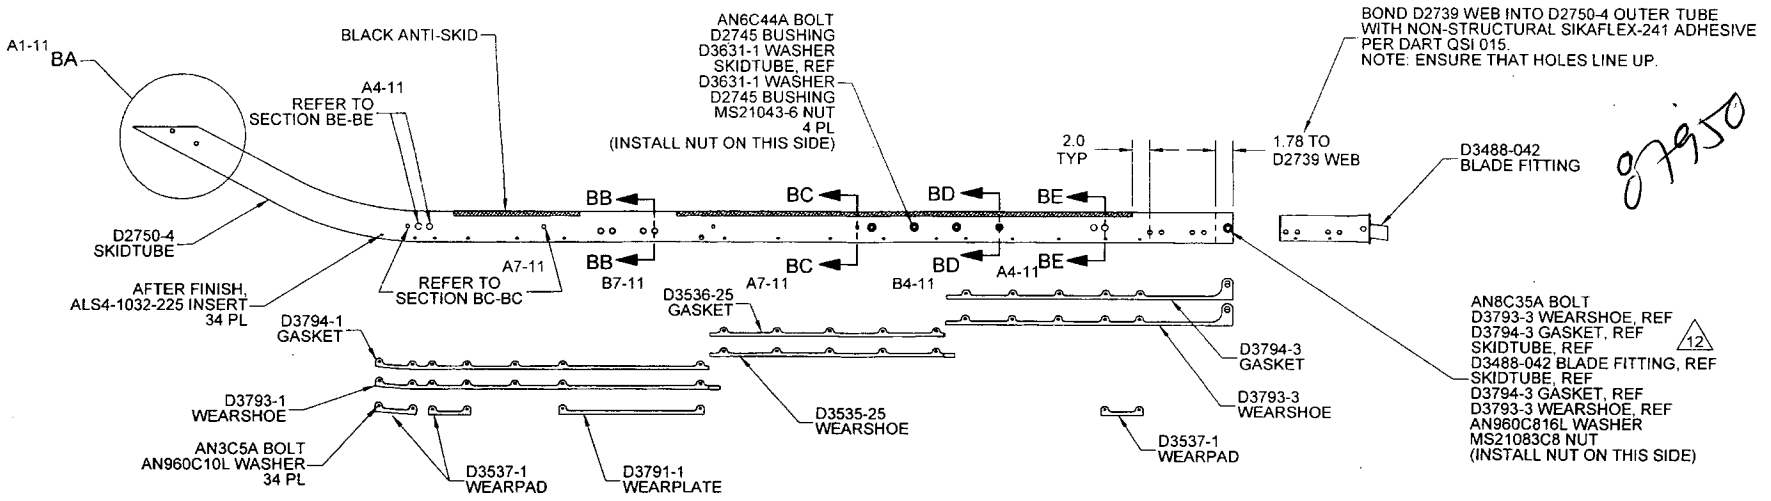 A1-11
BA
BLACK ANTI-SKID
A4-11
REFER TO
SECTION BE-BE
AN6C44A BOLT
D2745 BUSHING
D3631-1 WASHER
SKIDTUBE, REF
D3631-1 WASHER
D2745 BUSHING
MS21043-6 NUT
4 PL
(INSTALL NUT ON THIS SIDE)
BOND D2739 WEB INTO D2750-4 OUTER TUBE
WITH NON-STRUCTURAL SIKAFLEX-241 ADHESIVE
PER DART QSI 015.
NOTE: ENSURE THAT HOLES LINE UP.
2.0
TYP
1.78 TO
D2739 WEB
D3488-042
BLADE FITTING
87950
BB
BC
BD
BE
D2750-4
SKIDTUBE
AFTER FINISH,
ALS4-1032-225 INSERT
34 PL
A7-11
REFER TO
SECTION BC-BC
BB
B7-11
BC
A7-11
BD
B4-11
BE
A4-11
D3794-1
GASKET
D3536-25
GASKET
D3794-3
GASKET
D3793-1
WEARSHOE
D3535-25
WEARSHOE
D3793-3
WEARSHOE
AN3C5A BOLT
AN960C10L WASHER
34 PL
D3537-1
WEARPAD
D3791-1
WEARPLATE
D3537-1
WEARPAD
AN8C35A BOLT
D3793-3 WEARSHOE, REF
D3794-3 GASKET, REF
SKIDTUBE, REF
12
D3488-042 BLADE FITTING, REF
SKIDTUBE, REF
D3794-3 GASKET, REF
D3793-3 WEARSHOE, REF
AN960C816L WASHER
MS21083C8 NUT
(INSTALL NUT ON THIS SIDE)